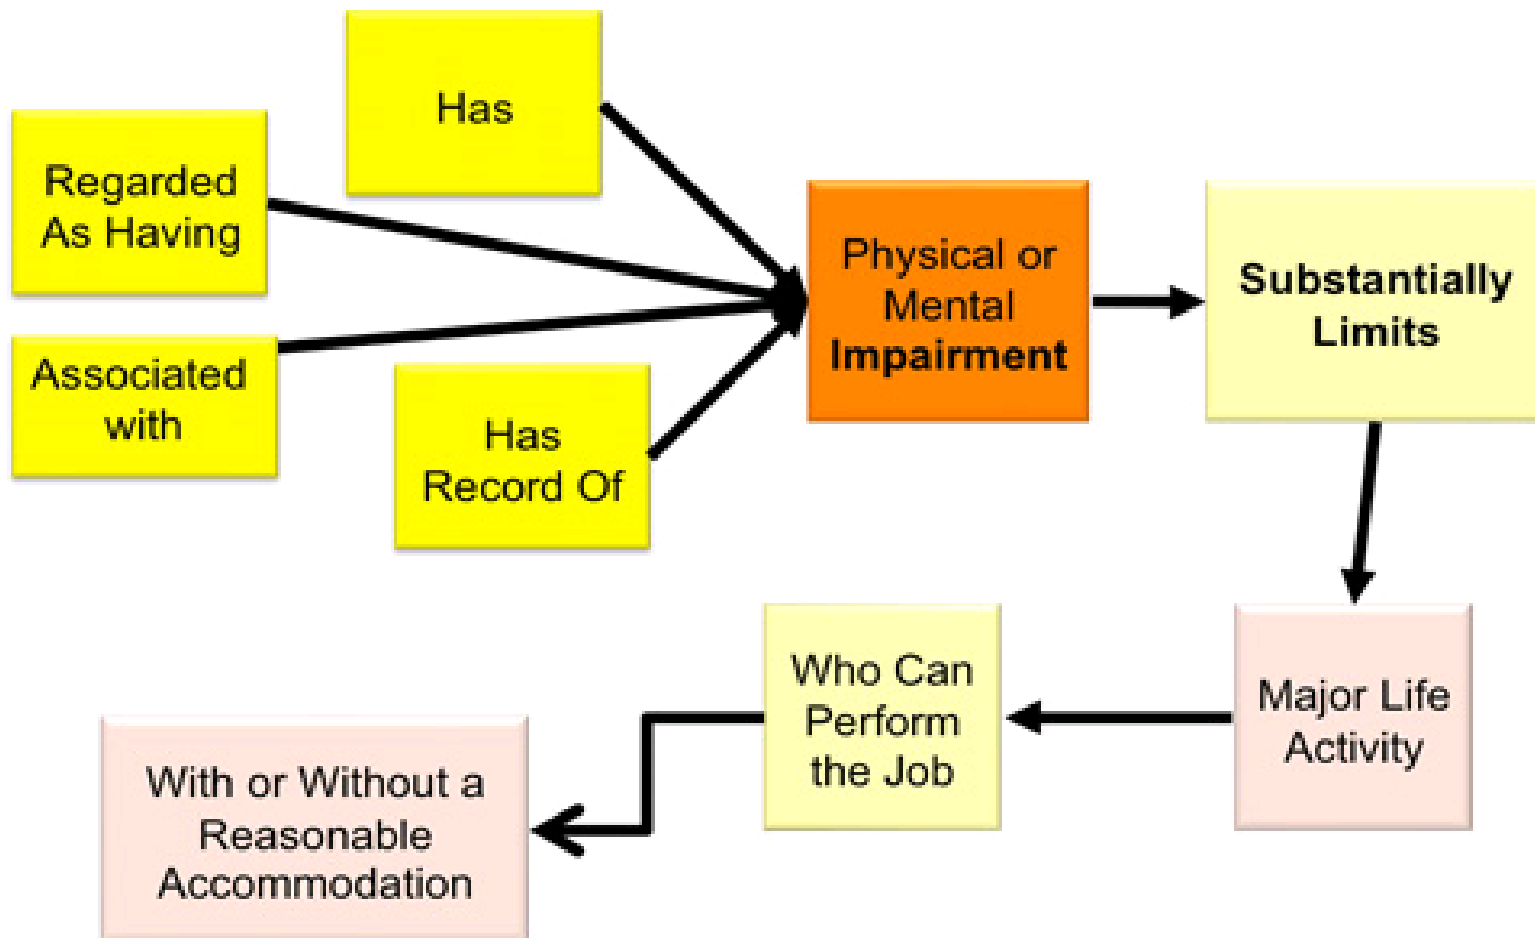 Has
Regarded
As Having
Associated
with
Has
Record Of
Physical or
Mental
Impairment
Substantially
Limits
Major Life
Activity
Who Can
Perform
the Job
With or Without a
Reasonable
Accommodation